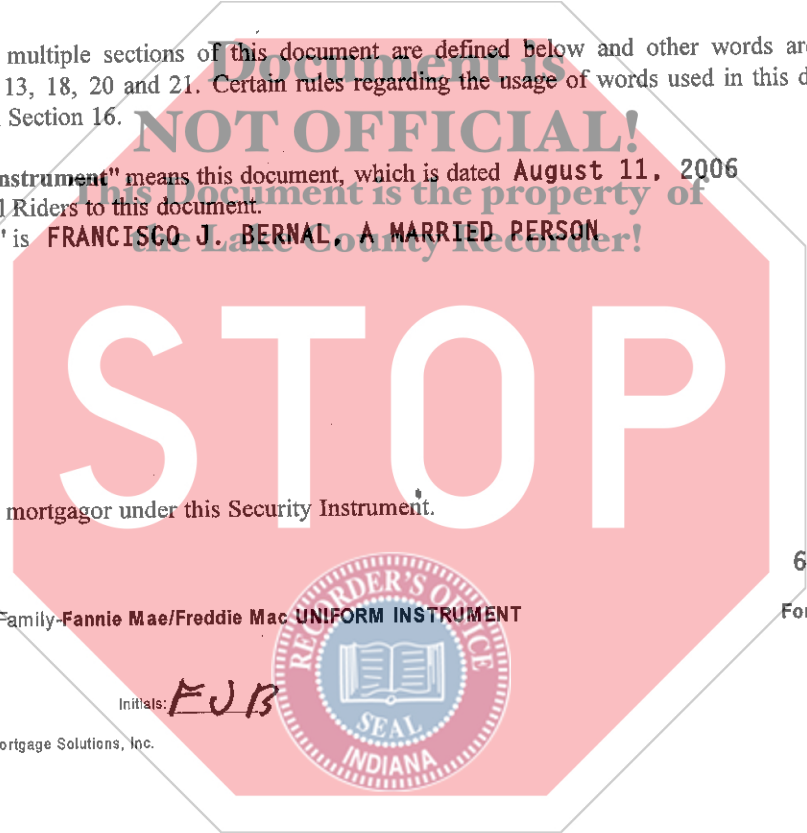 multiple sections of this document are defined below and other words are
13, 18, 20 and 21. Certain rules regarding the usage of words used in this
Section 16.
Document is
NOT OFFICIAL!
This Document is the property of
the Lake County Recorder!
nstrument" means this document, which is dated August 11, 2006
Riders to this document.
" is FRANCISCO J. BERNAL, A MARRIED PERSON
STOP
mortgagor under this Security Instrument.
6
Family-Fannie Mae/Freddie Mac UNIFORM INSTRUMENT
For
Initials: FJB
ortgage Solutions, Inc.
RECORDER'S OFFICE
SEAL
INDIANA